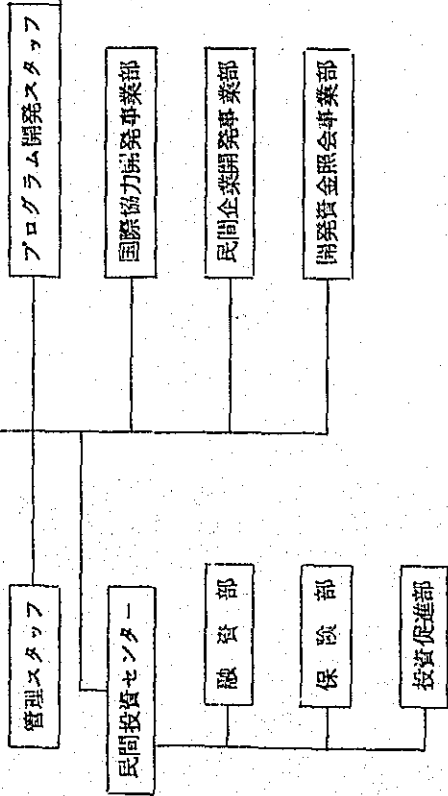 管理スタッフ
プログラム開発スタッフ
民間投資センター
国際協力開発事業部
融資部
民間企業開発事業部
保険部
開発資金照会事業部
投資促進部